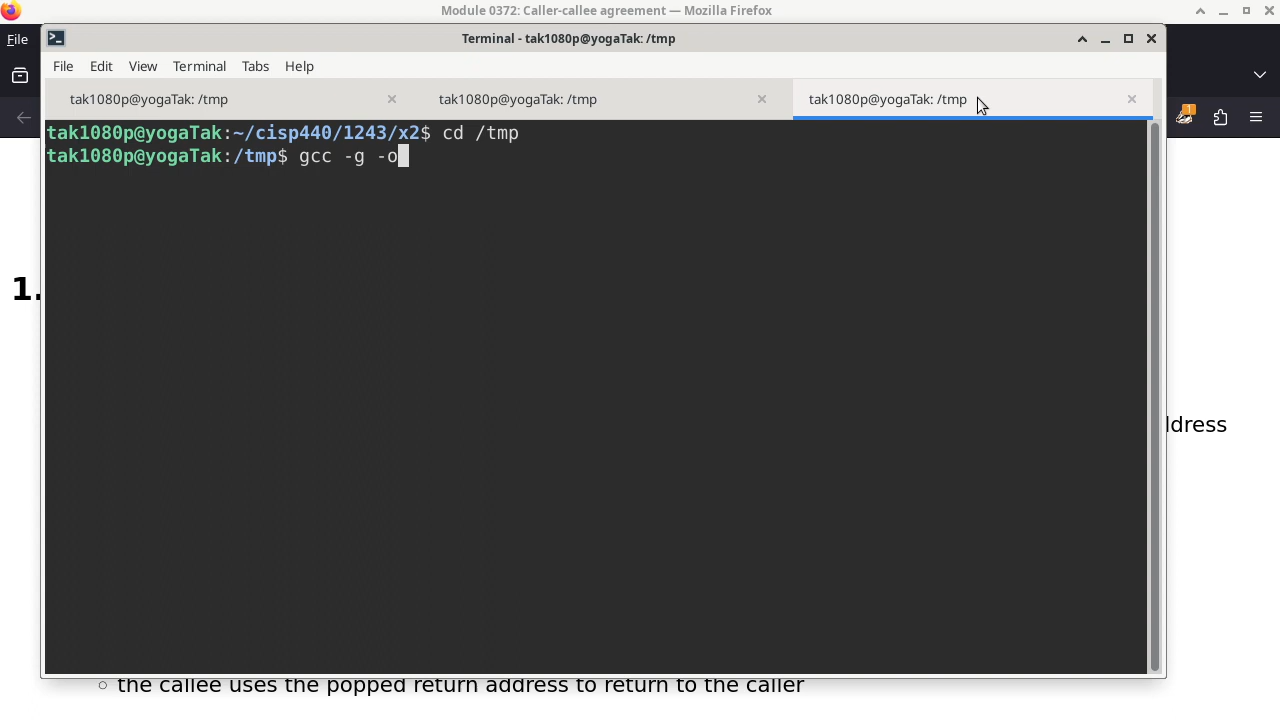 Module 0372: Caller-callee agreement — Mozilla Firefox
File
Terminal - tak1080p@yogaTak: /tmp
File Edit View Terminal Tabs Help
tak1080p@yogaTak: /tmp
tak1080p@yogaTak: /tmp
tak1080p@yogaTak: /tmp
1
tak1080p@yogaTak:~/cisp440/1243/x2$ cd /tmp
tak1080p@yogaTak:/tmp$ gcc -g -o
1.
ddress
the callee uses the popped return address to return to the caller